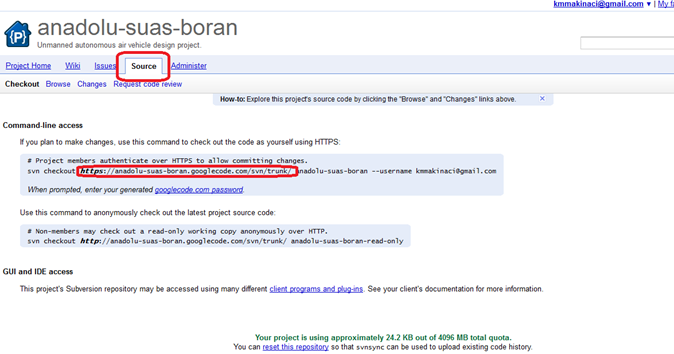 kmmakinaci@gmail.com ▼ | My fa
anadolu-suas-boran
Unmanned autonomous air vehicle design project.
Project Home Wiki Issues Source Administer
Checkout Browse Changes Request code review
How-to: Explore this project's source code by clicking the "Browse" and "Changes" links above. ×
Command-line access
If you plan to make changes, use this command to check out the code as yourself using HTTPS:
# Project members authenticate over HTTPS to allow committing changes.
svn checkout https://anadolu-suas-boran.googlecode.com/svn/trunk/ anadolu-suas-boran --username kmmakinaci@gmail.com
When prompted, enter your generated googlecode.com password.
Use this command to anonymously check out the latest project source code:
# Non-members may check out a read-only working copy anonymously over HTTP.
svn checkout http://anadolu-suas-boran.googlecode.com/svn/trunk/ anadolu-suas-boran-read-only
GUI and IDE access
This project's Subversion repository may be accessed using many different client programs and plug-ins. See your client's documentation for more information.
Your project is using approximately 24.2 KB out of 4096 MB total quota.
You can reset this repository so that svnsync can be used to upload existing code history.